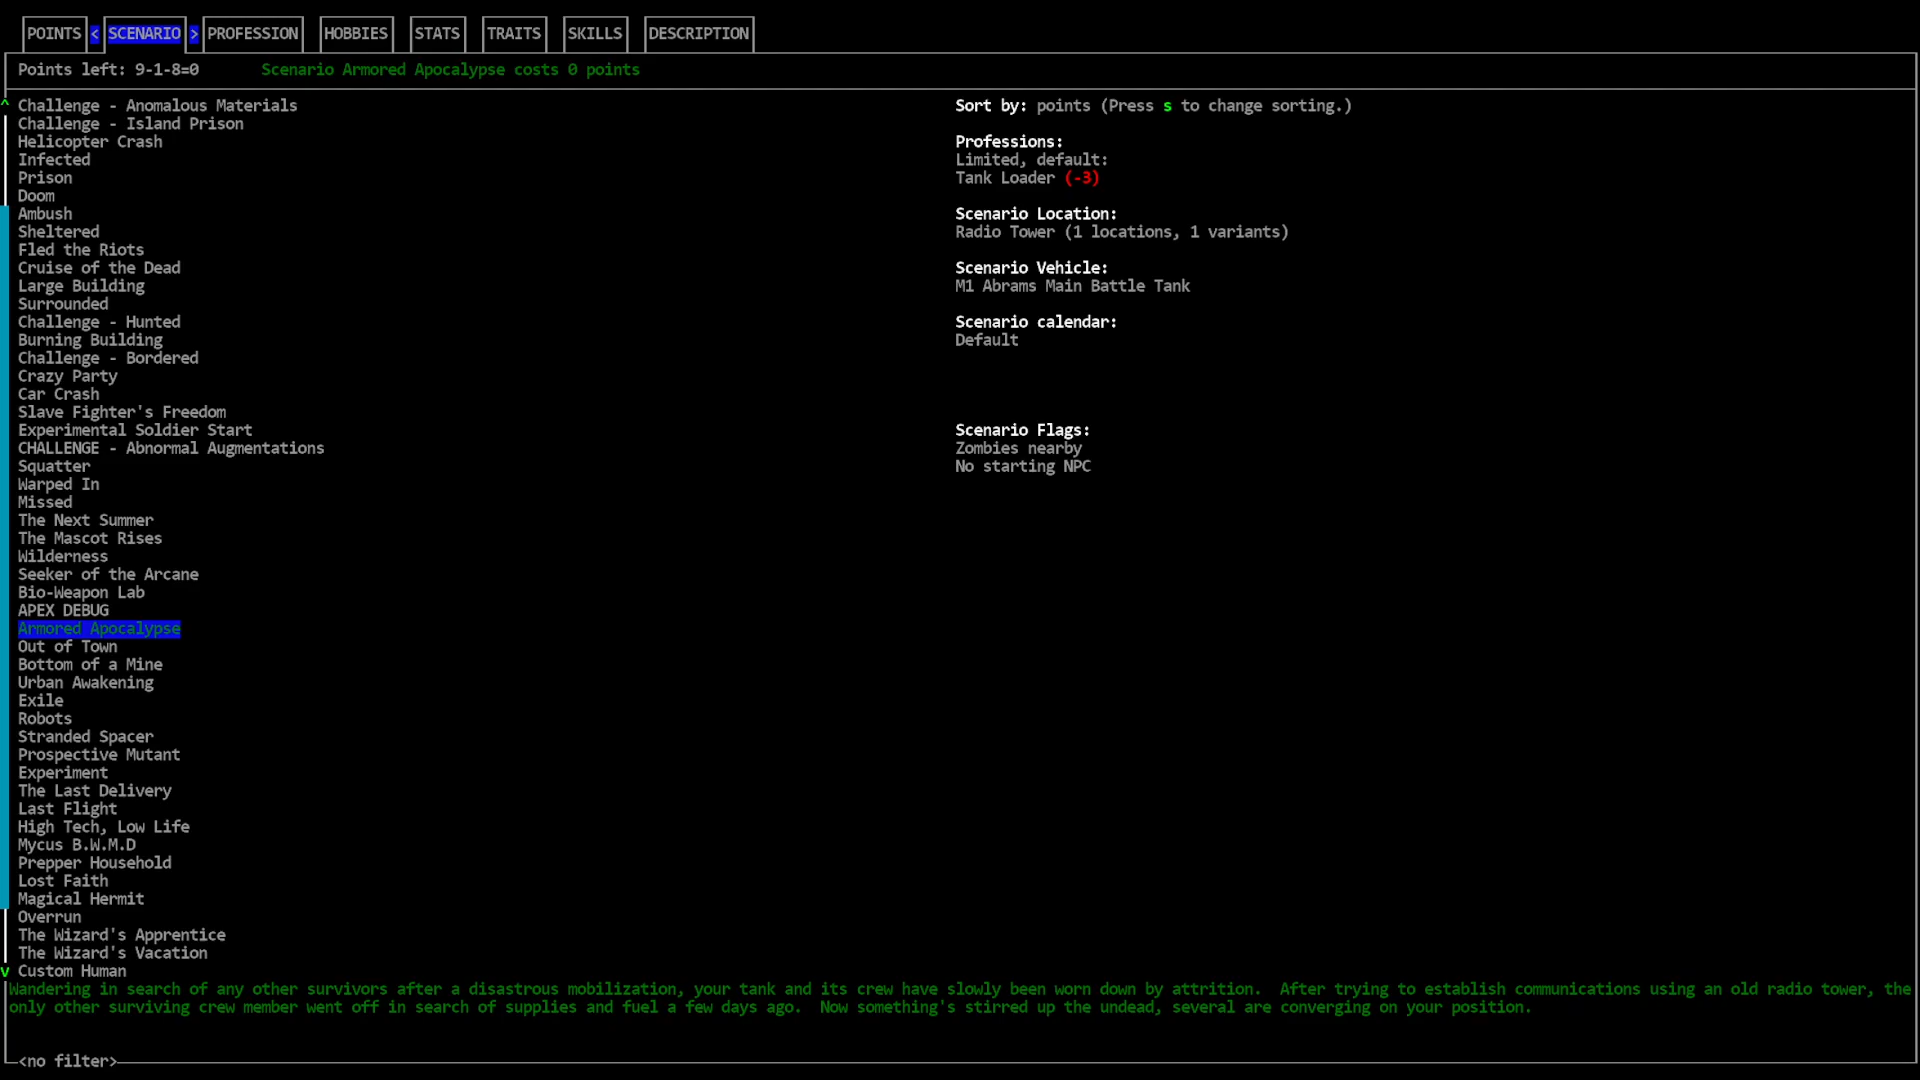 POINTS < SCENARIO > PROFESSION HOBBIES STATS TRAITS SKILLS DESCRIPTION
Points left: 9-1-8=0 Scenario Armored Apocalypse costs 0 points
^ Challenge - Anomalous Materials
Challenge - Island Prison
Helicopter Crash
Infected
Prison
Doom
Ambush
Sheltered
Fled the Riots
Cruise of the Dead
Large Building
Surrounded
Challenge - Hunted
Burning Building
Challenge - Bordered
Crazy Party
Car Crash
Slave Fighter's Freedom
Experimental Soldier Start
CHALLENGE - Abnormal Augmentations
Squatter
Warped In
Missed
The Next Summer
The Mascot Rises
Wilderness
Seeker of the Arcane
Bio-Weapon Lab
APEX DEBUG
Armored Apocalypse
Out of Town
Bottom of a Mine
Urban Awakening
Exile
Robots
Stranded Spacer
Prospective Mutant
Experiment
The Last Delivery
Last Flight
High Tech, Low Life
Mycus B.W.M.D
Prepper Household
Lost Faith
Magical Hermit
Overrun
The Wizard's Apprentice
The Wizard's Vacation
v Custom Human
Sort by: points (Press s to change sorting.)
Professions:
Limited, default:
Tank Loader (-3)
Scenario Location:
Radio Tower (1 locations, 1 variants)
Scenario Vehicle:
M1 Abrams Main Battle Tank
Scenario calendar:
Default
Scenario Flags:
Zombies nearby
No starting NPC
Wandering in search of any other survivors after a disastrous mobilization, your tank and its crew have slowly been worn down by attrition.  After trying to establish communications using an old radio tower, the
only other surviving crew member went off in search of supplies and fuel a few days ago.  Now something's stirred up the undead, several are converging on your position.
<no filter>